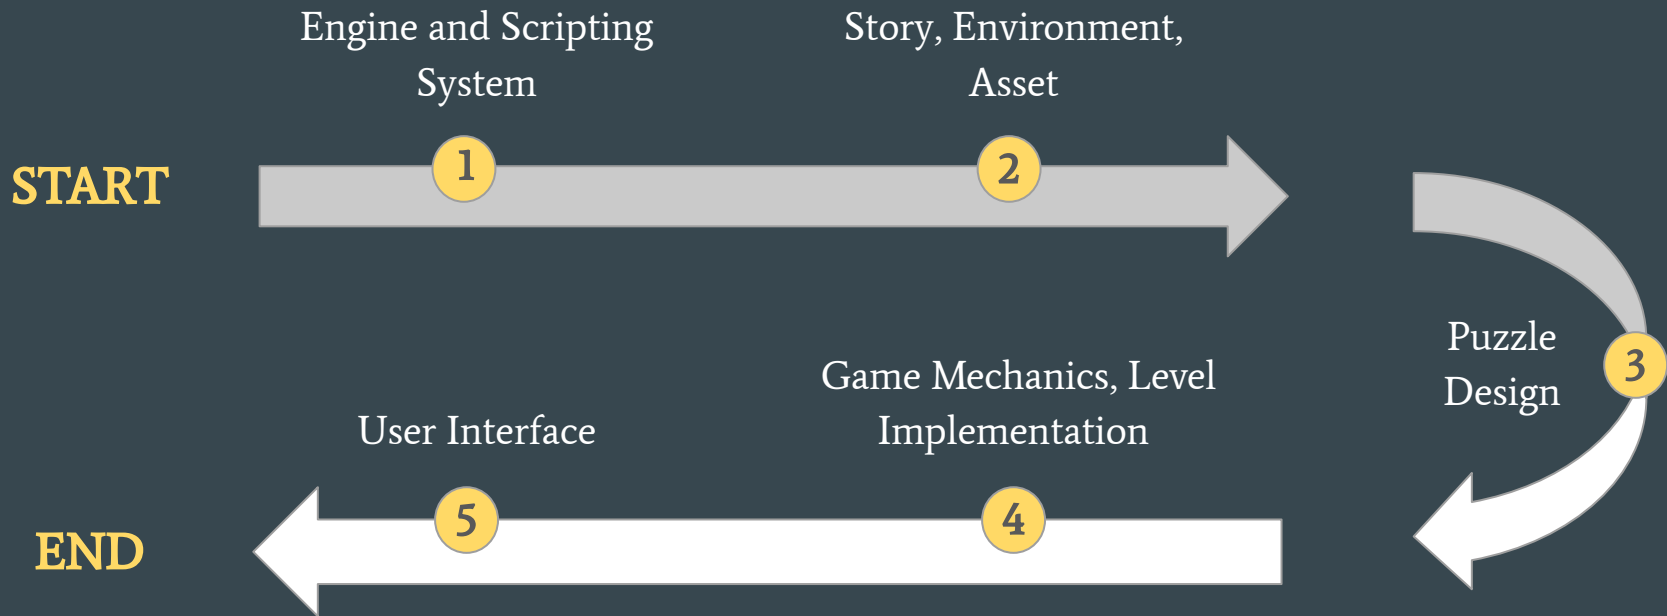 Engine and Scripting
System
Story, Environment,
Asset
1
2
START
Puzzle
Design
3
Game Mechanics, Level
Implementation
User Interface
4
5
END